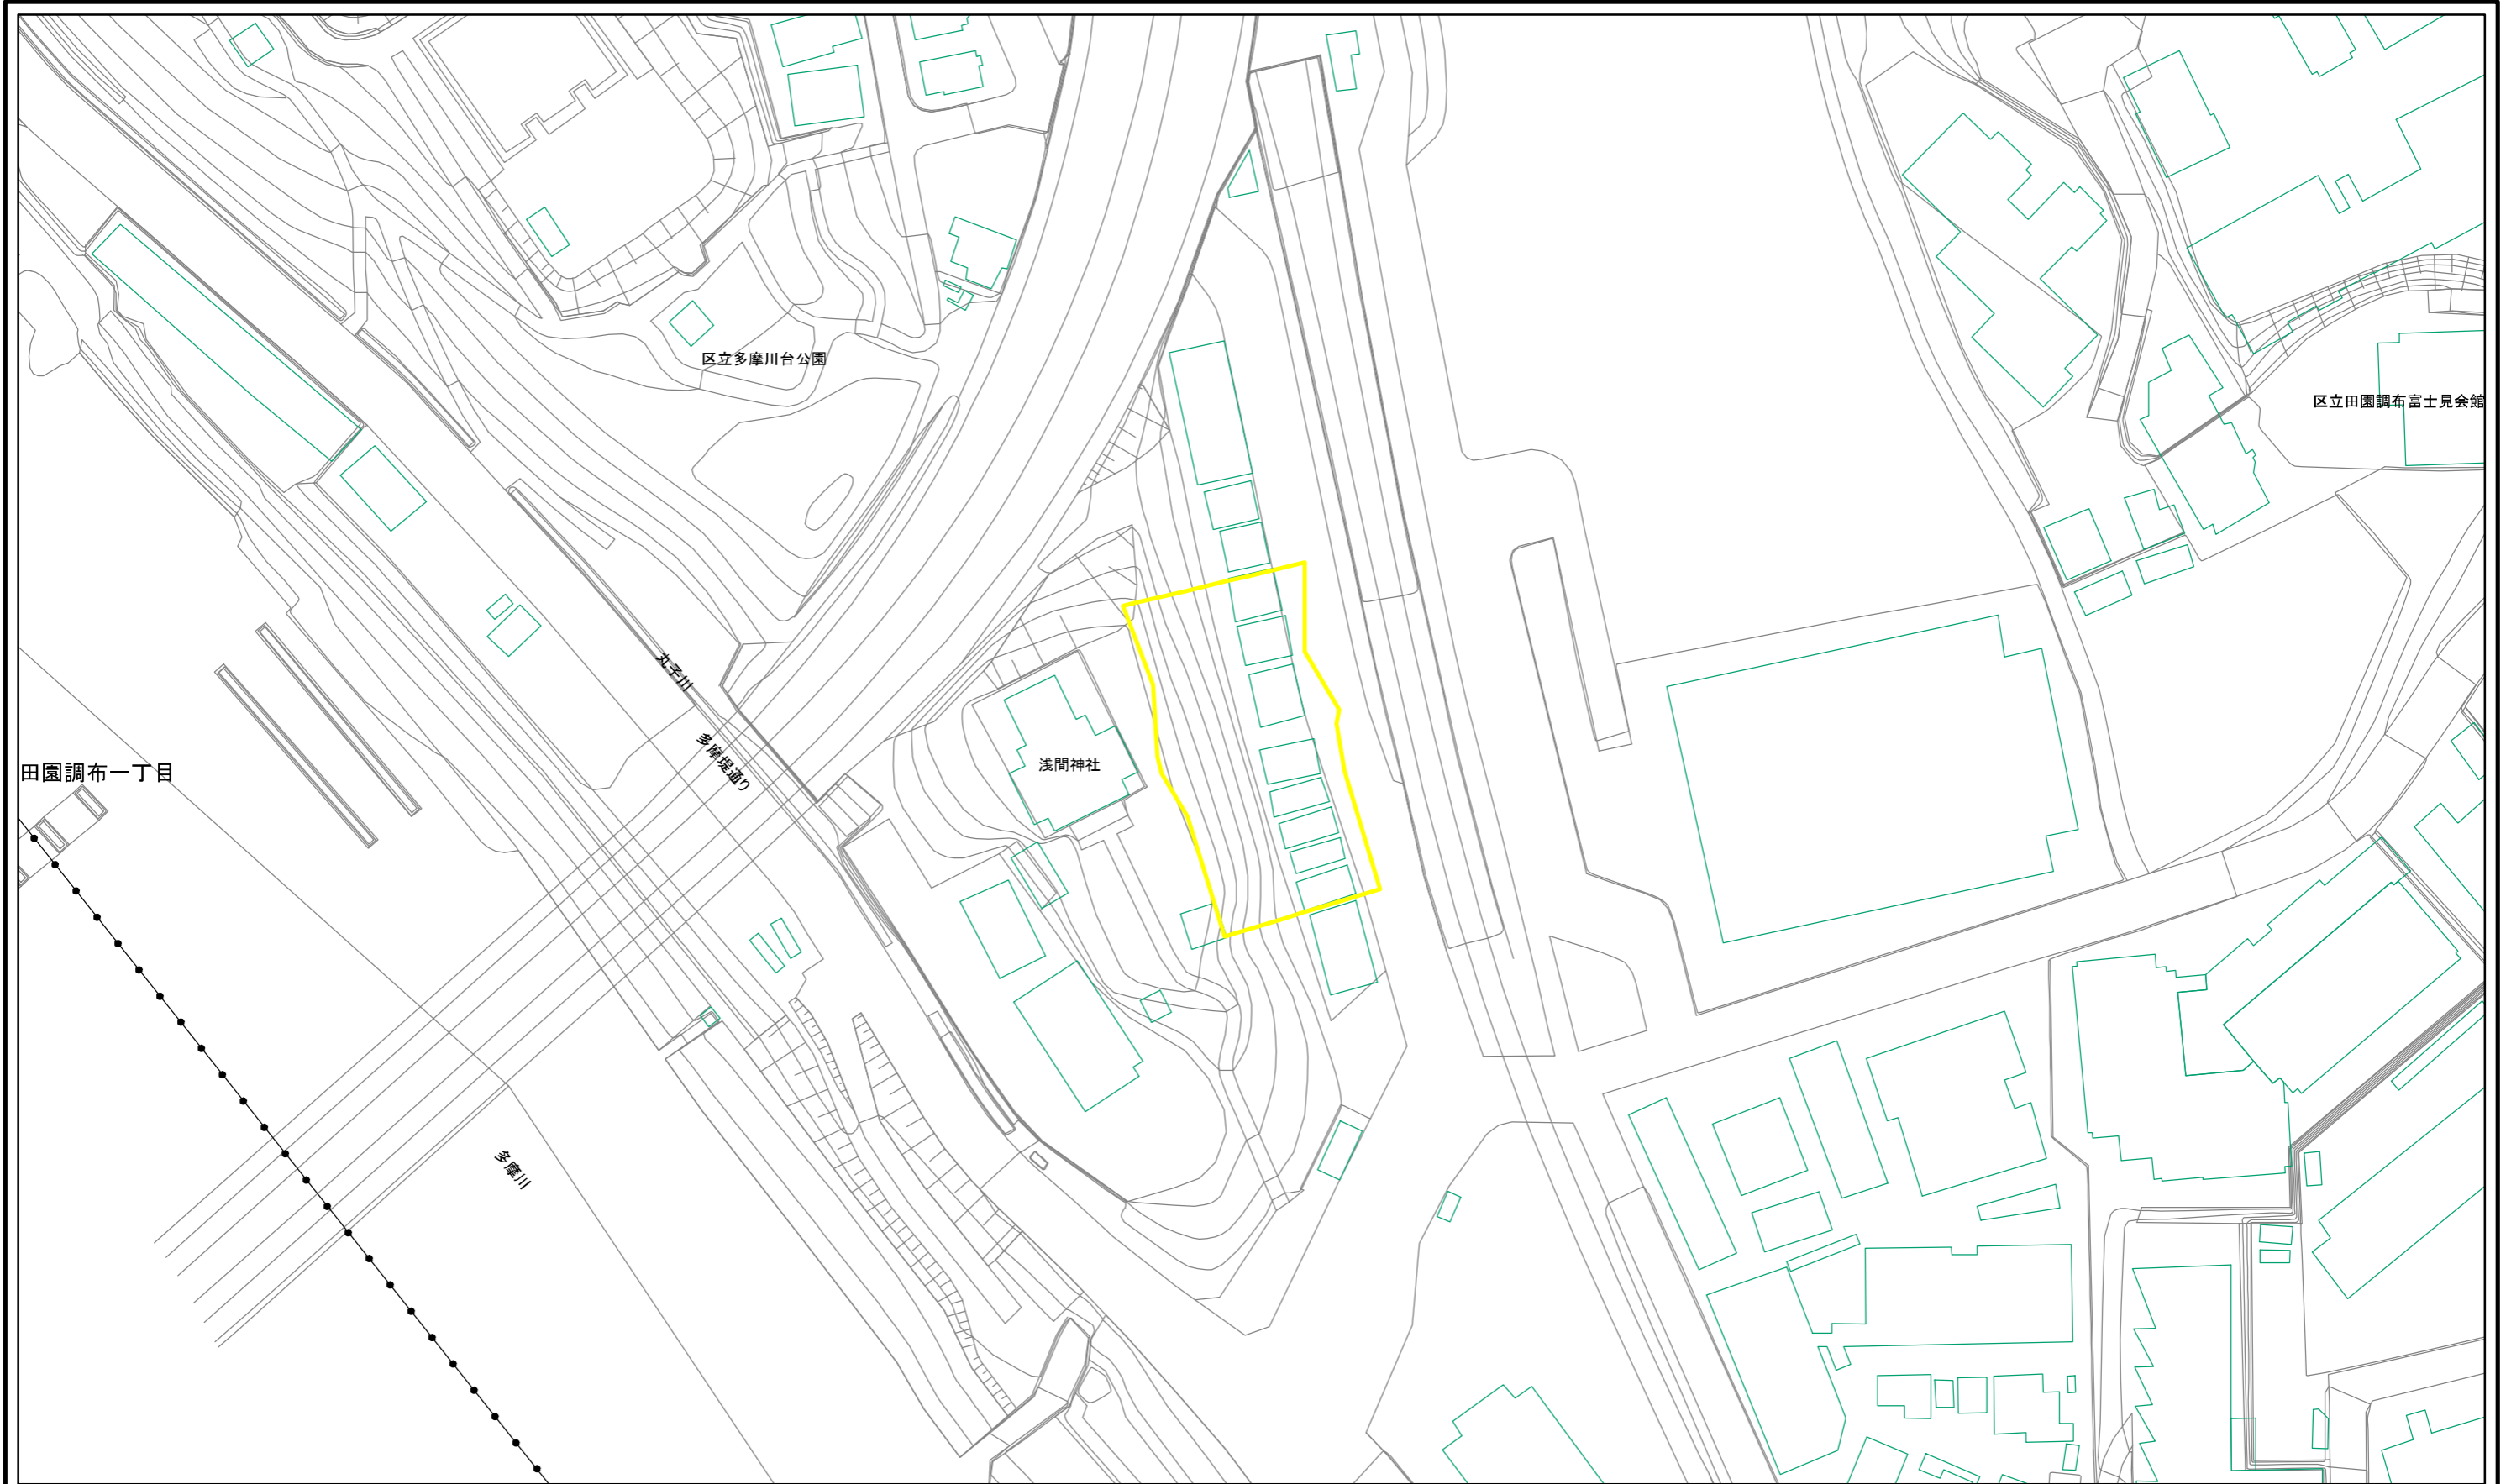 区立多摩川台公園
区立田園調布富士見会館
丸子川
多摩堤通り
浅間神社
田園調布一丁目
多摩川